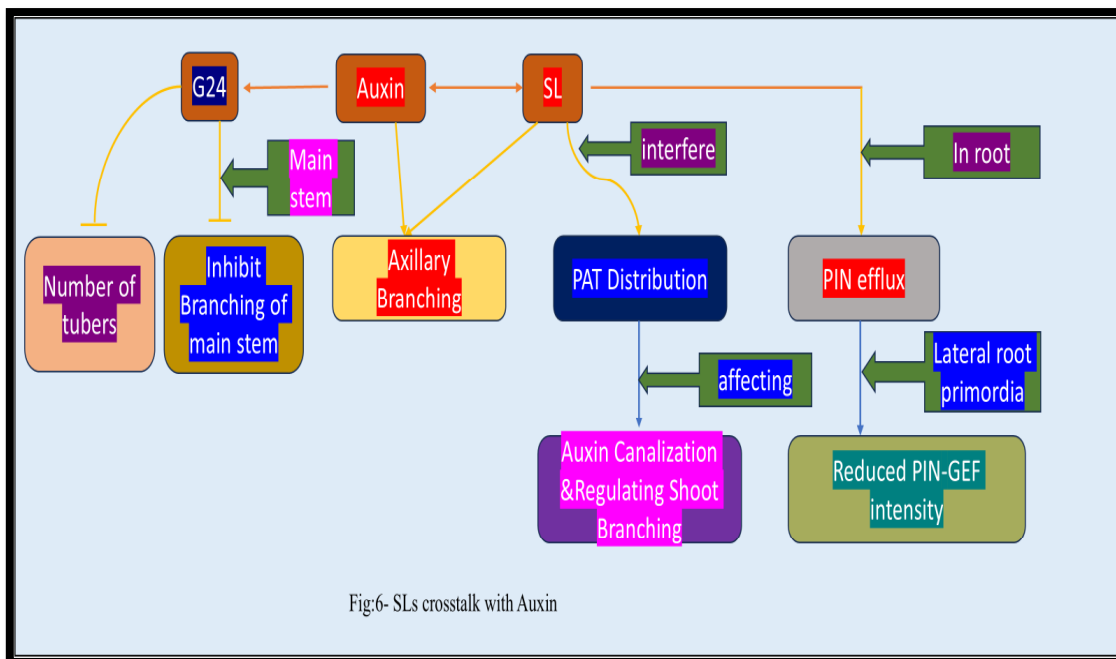 G24
Auxin
SL
Main
stem
interfere
In root
Number of
tubers
Inhibit
Branching of
main stem
Axillary
Branching
PAT Distribution
PIN efflux
affecting
Lateral root
primordia
Auxin Canalization
&Regulating Shoot
Branching
Reduced PIN-GEF
intensity
Fig:6- SLs crosstalk with Auxin